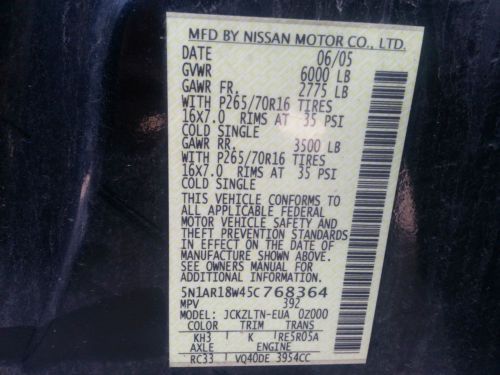 MFD BY NISSAN MOTOR CO., LTD.
DATE 06/05
GVWR 6000 LB
GAWR FR. 2775 LB
WITH P265/70R16 TIRES
16X7.0 RIMS AT 35 PSI
COLD SINGLE
GAWR RR. 3500 LB
WITH P265/70R16 TIRES
16X7.0 RIMS AT 35 PSI
COLD SINGLE
THIS VEHICLE CONFORMS TO
ALL APPLICABLE FEDERAL
MOTOR VEHICLE SAFETY AND
THEFT PREVENTION STANDARDS
IN EFFECT ON THE DATE OF
MANUFACTURE SHOWN ABOVE.
SEE OWNERS MANUAL FOR
ADDITIONAL INFORMATION.
5N1AR18W45C768364
MPV 392
MODEL: JCKZLTN-EUA 0Z000
COLOR TRIM TRANS
KH3 K RE5R05A
AXLE ENGINE
RC33 VQ40DE 3954CC